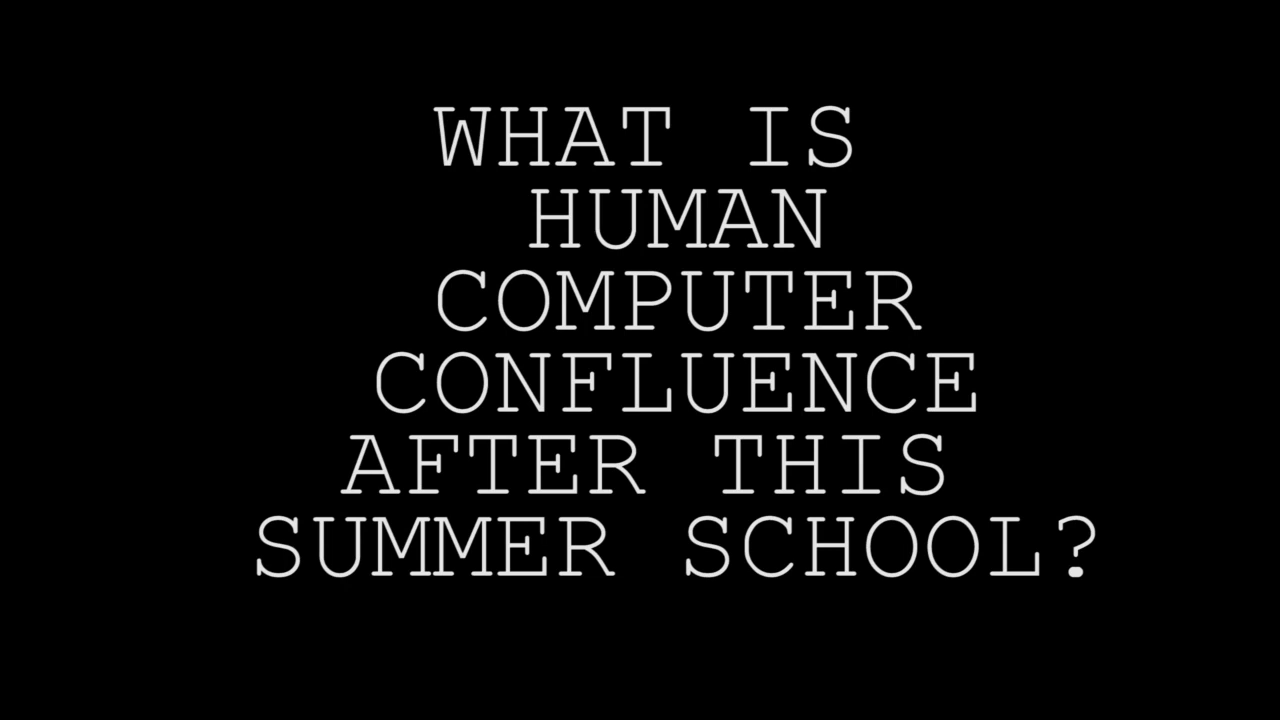 WHAT IS
HUMAN
COMPUTER
CONFLUENCE
AFTER THIS
SUMMER SCHOOL?